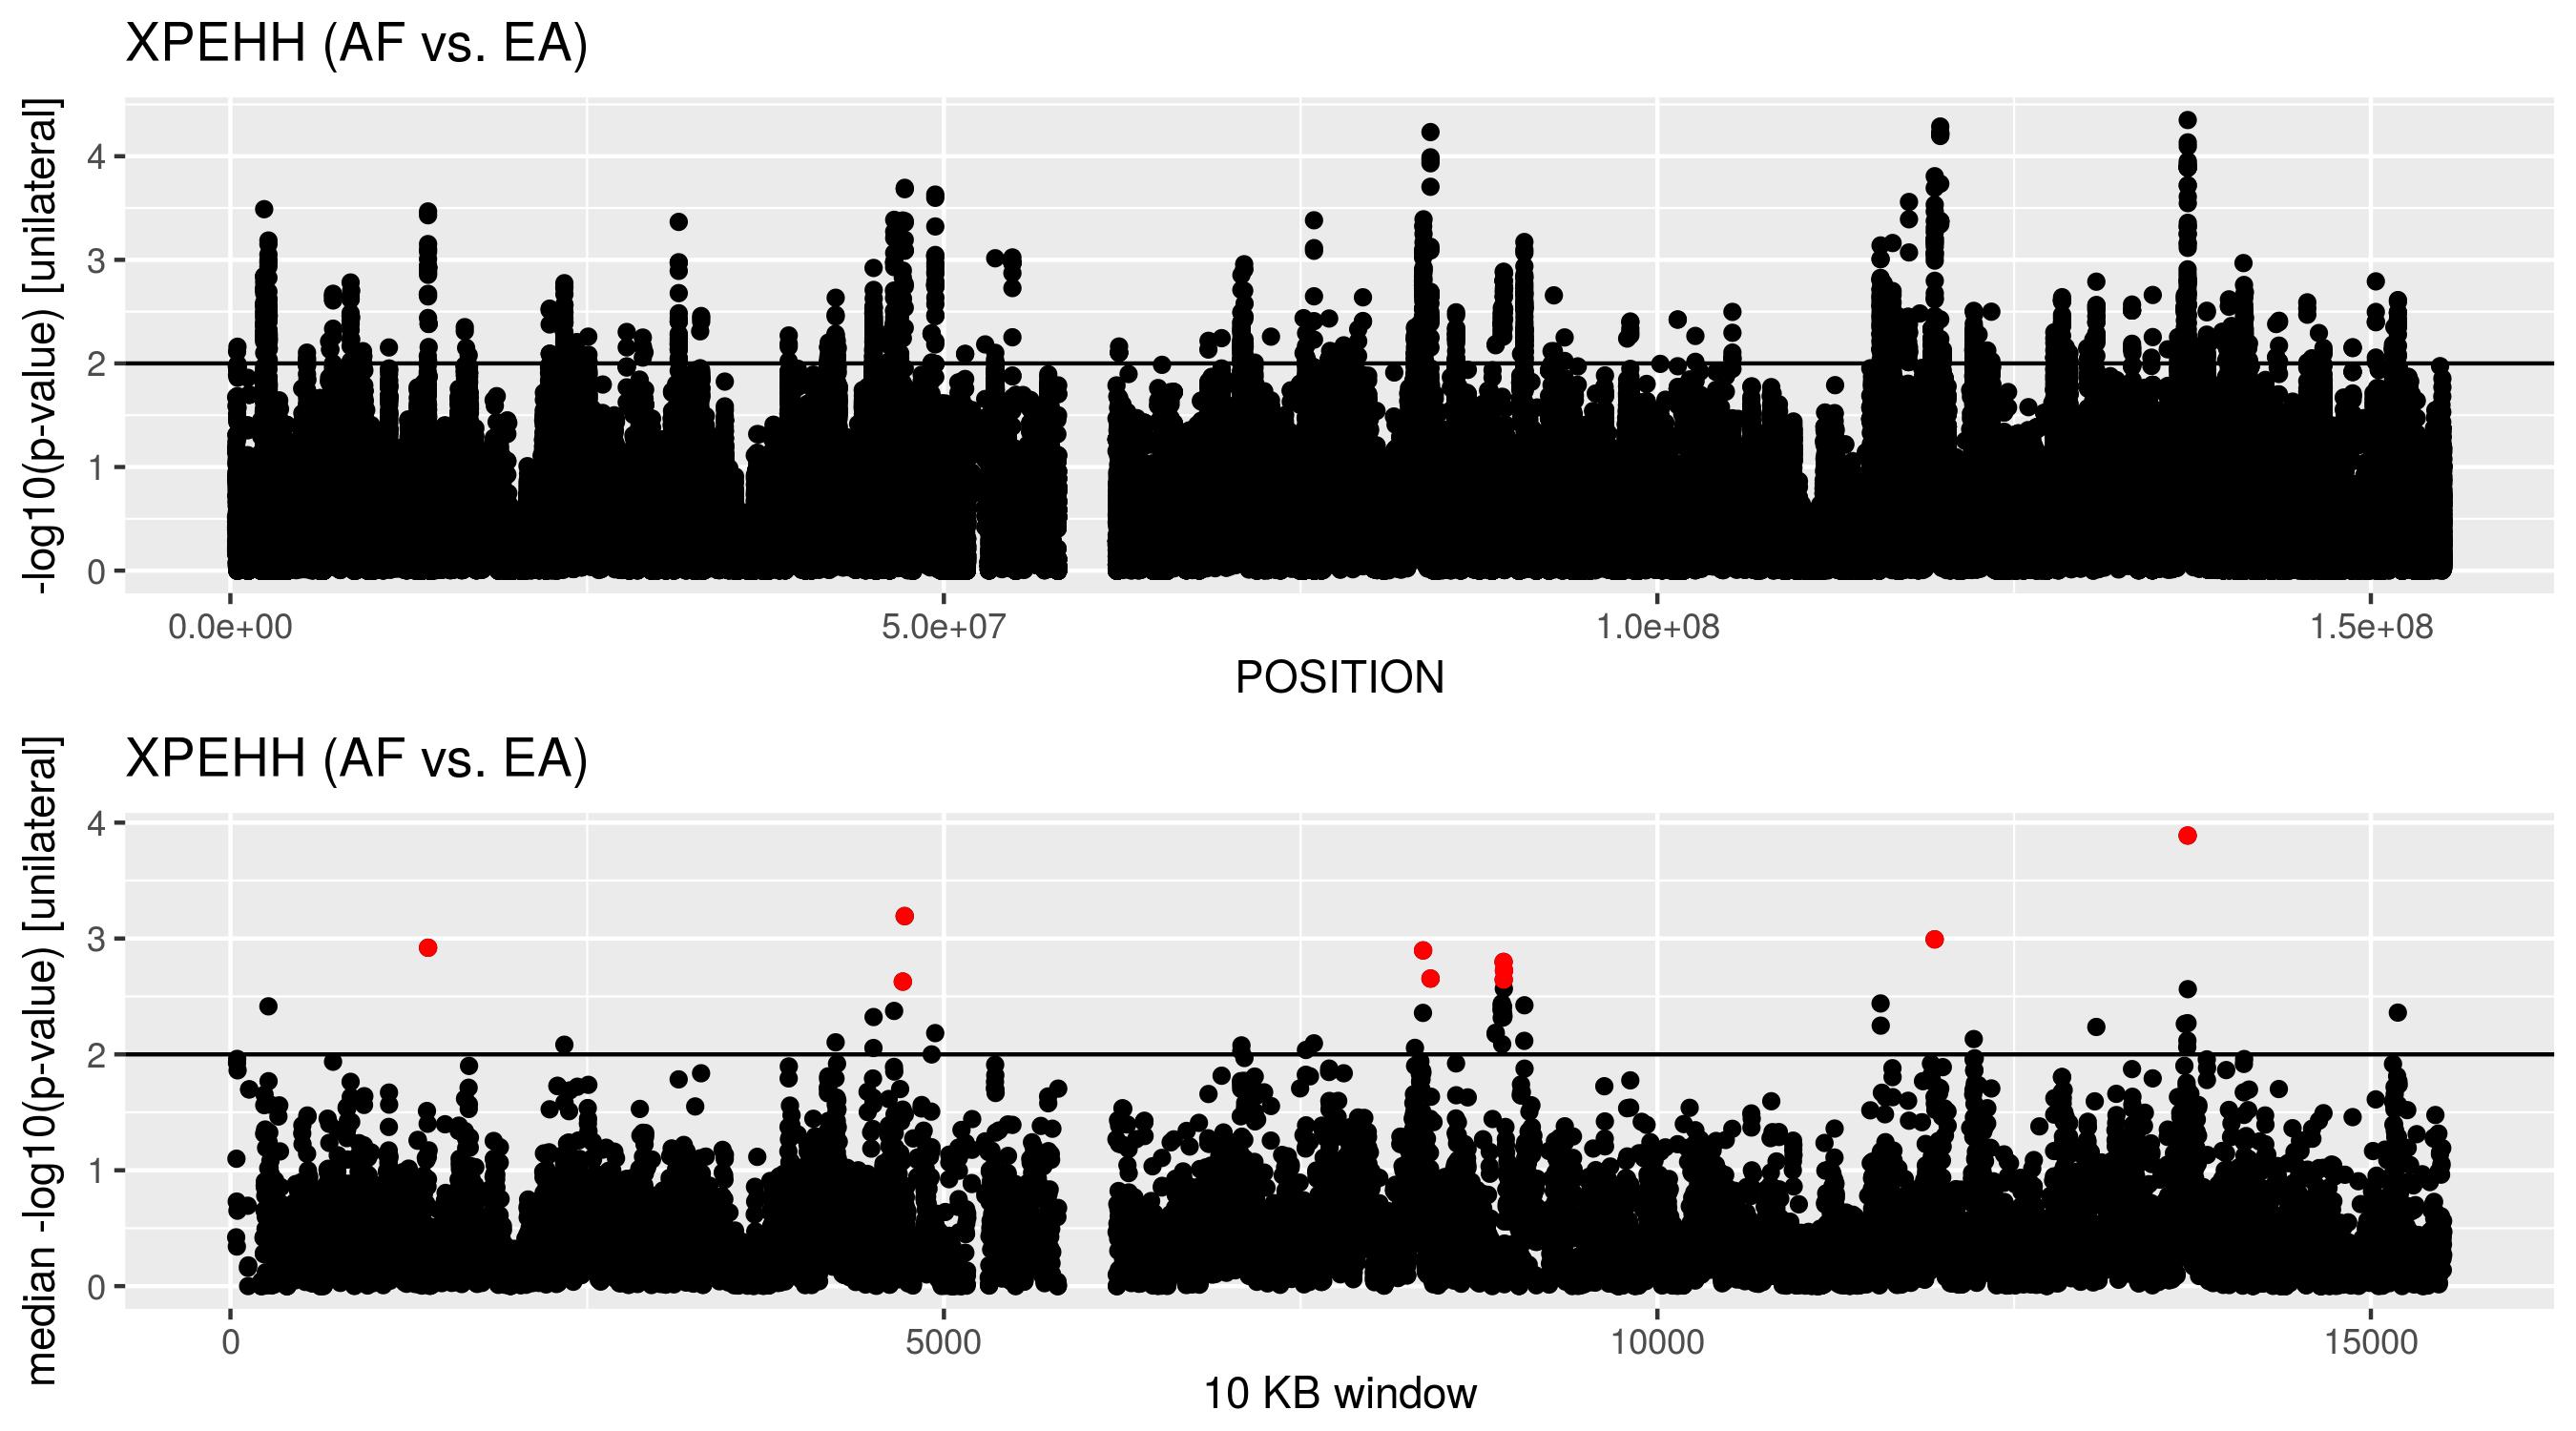 XPEHH (AF vs. EA)
-log10(p-value) [unilateral]
4
3
2
1
0
0.0e+00 5.0e+07 1.0e+08 1.5e+08
POSITION
XPEHH (AF vs. EA)
median -log10(p-value) [unilateral]
4
3
2
1
0
0 5000 10000 15000
10 KB window